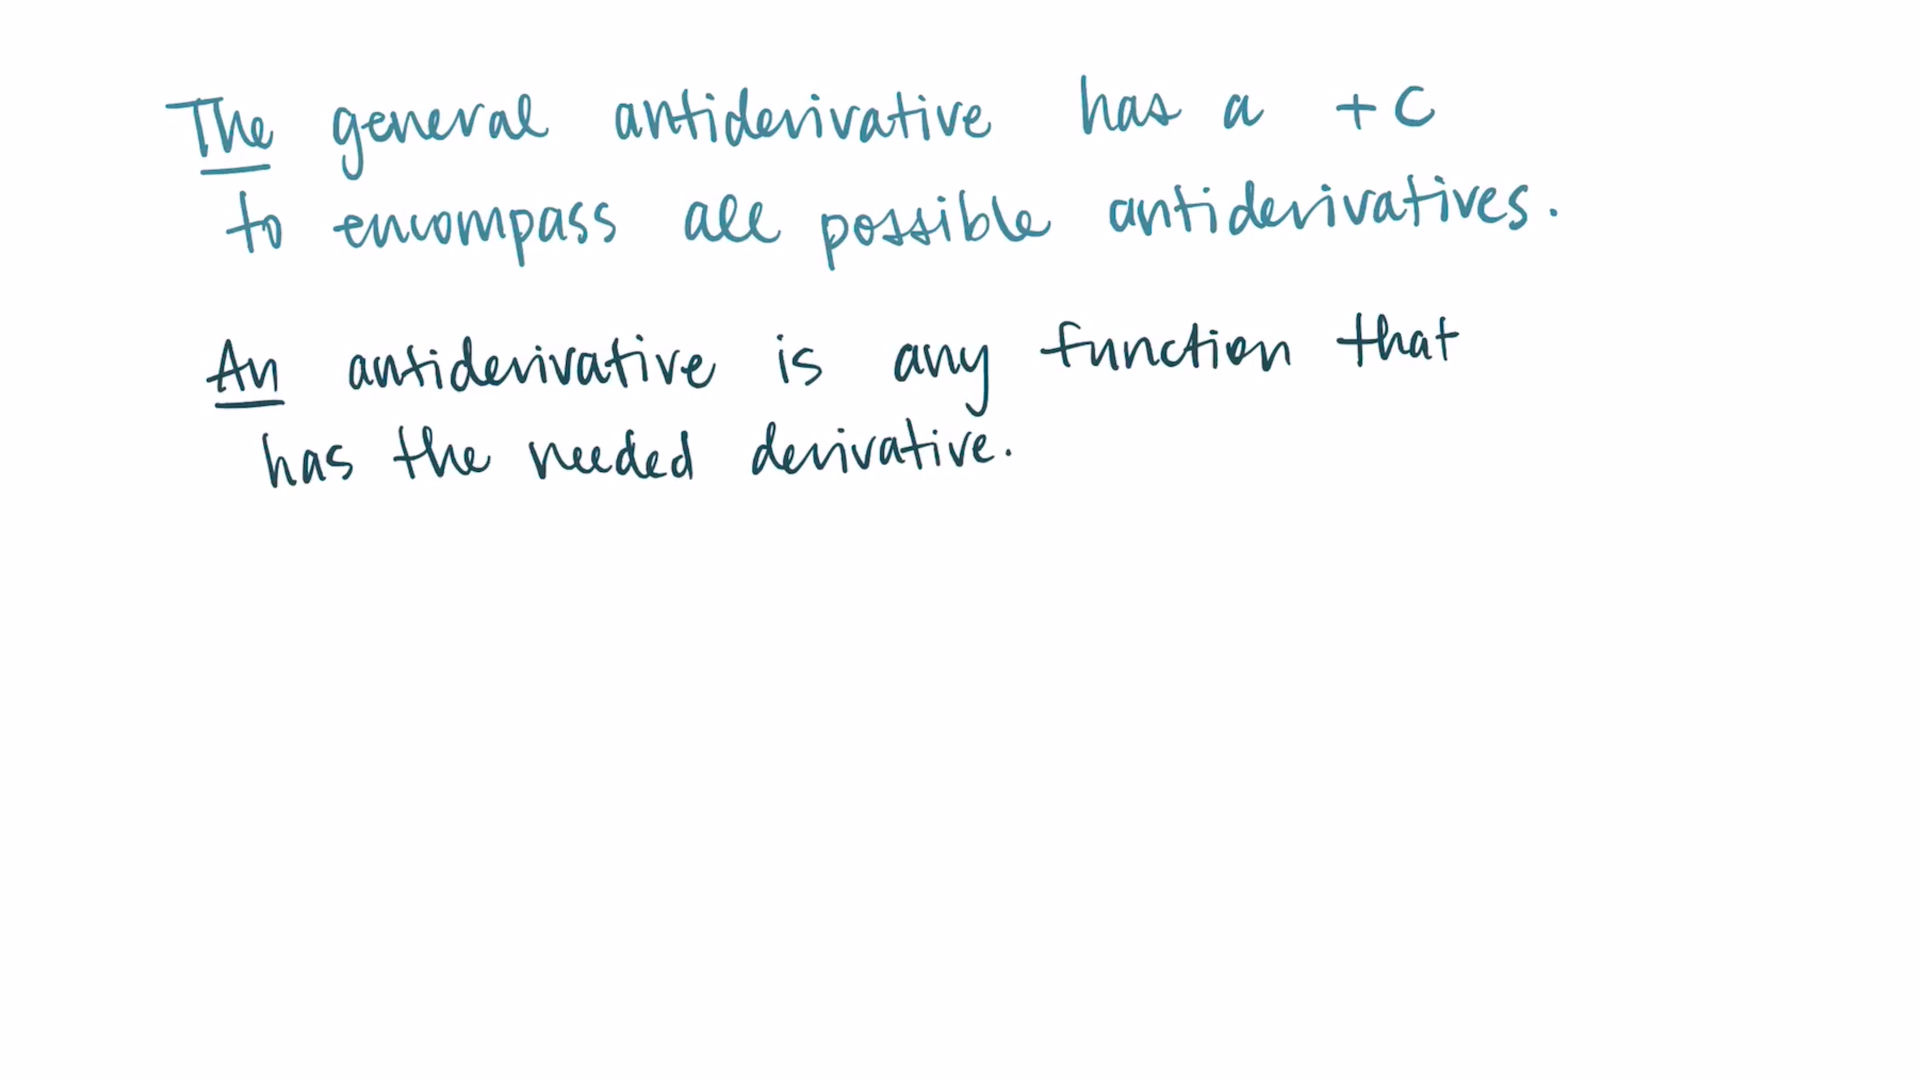 The general antiderivative has a +C
to encompass all possible antiderivatives.
An antiderivative is any function that
has the needed derivative.